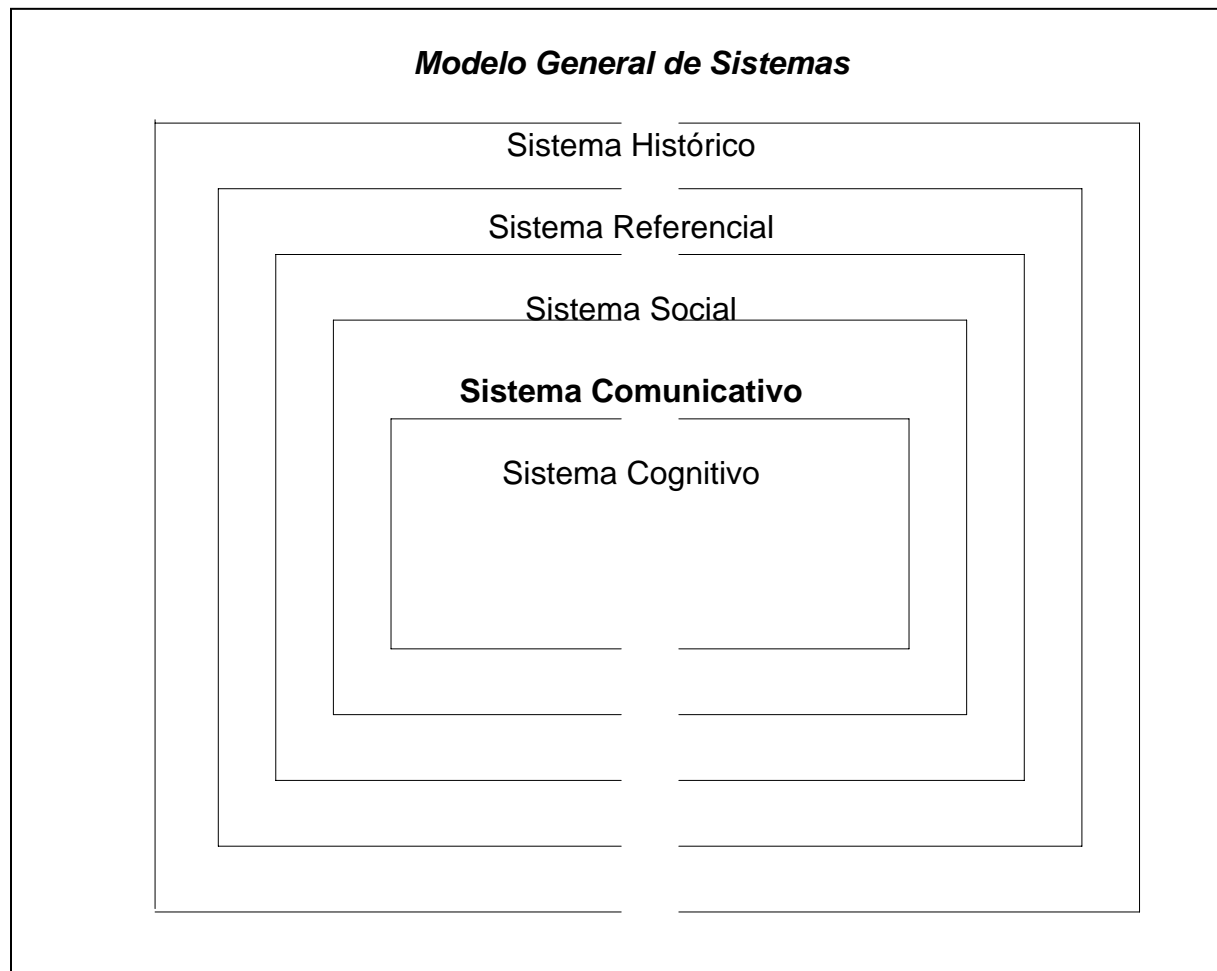 Modelo General de Sistemas
Sistema Histórico
Sistema Referencial
Sistema Social
Sistema Comunicativo
Sistema Cognitivo